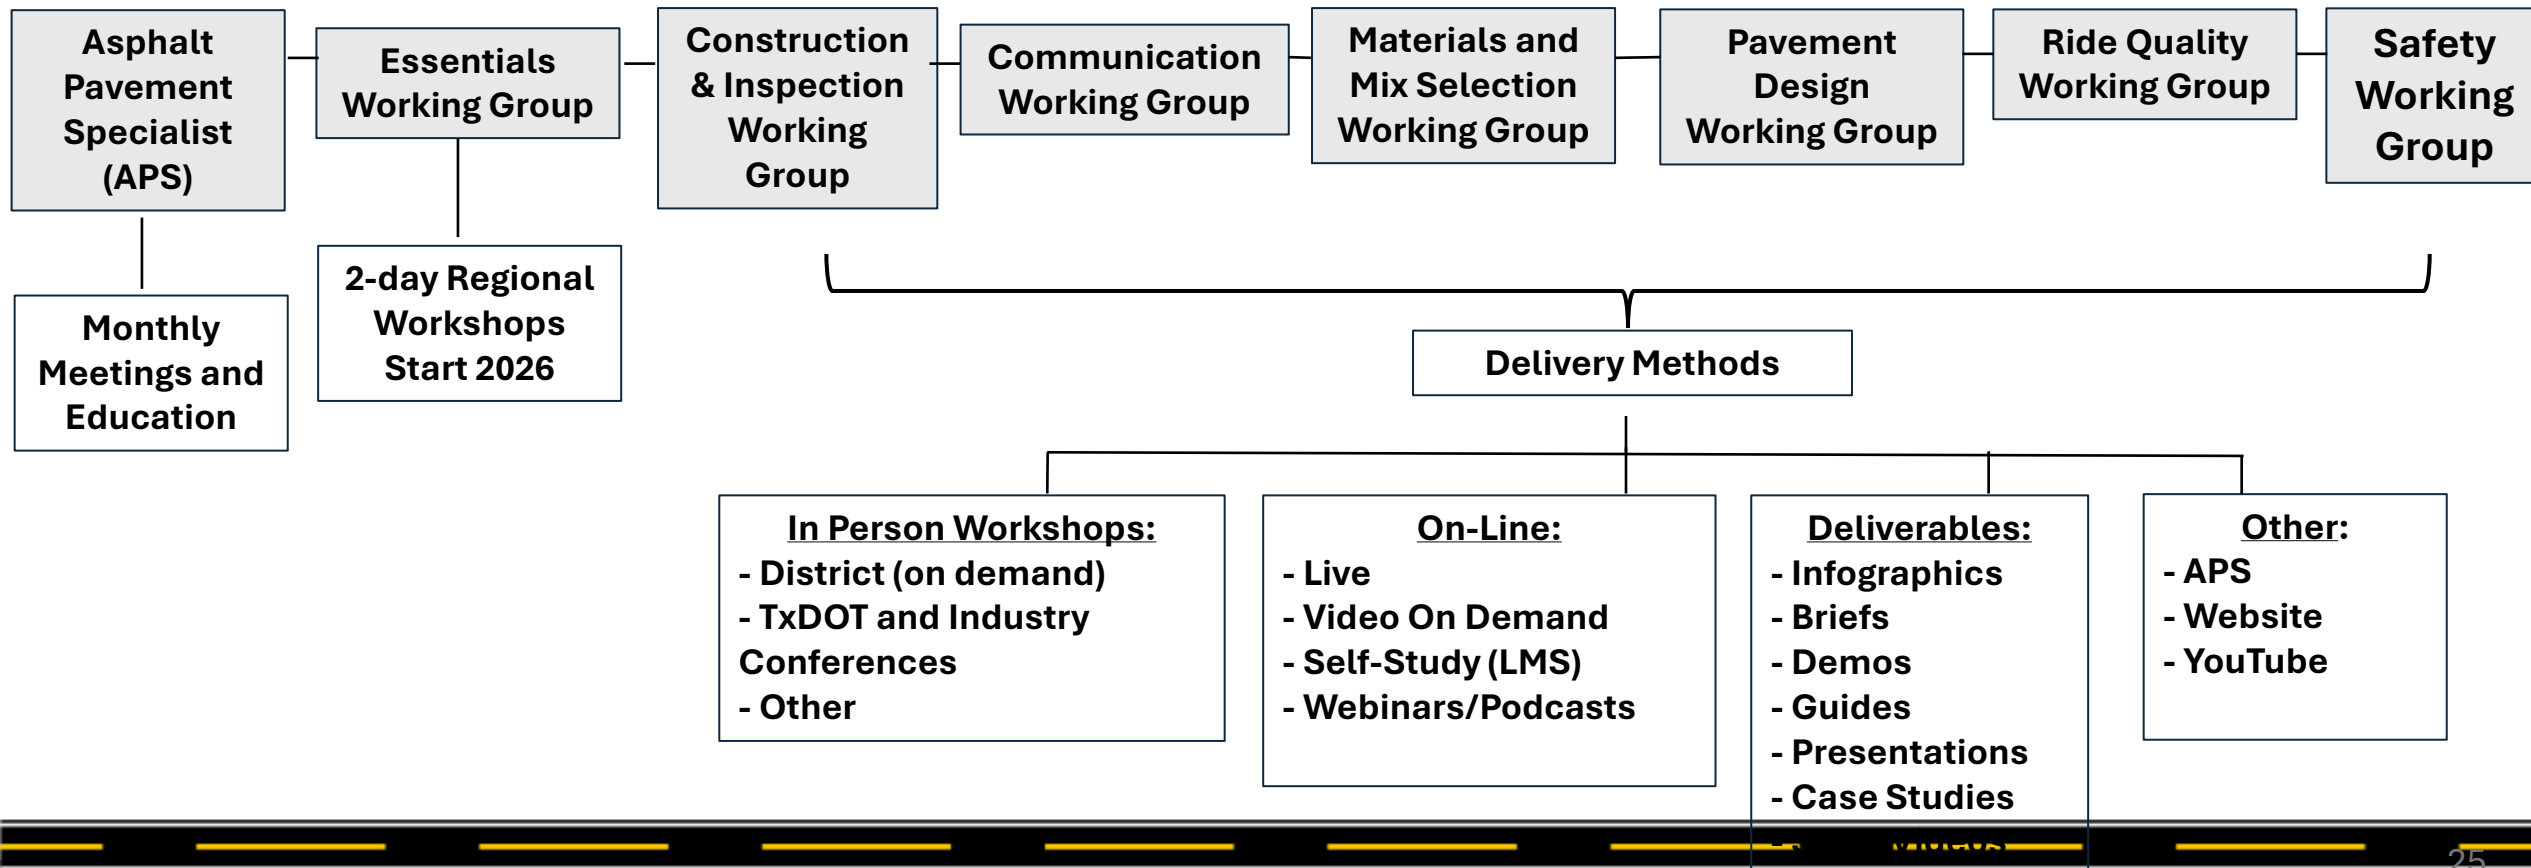 Asphalt
Pavement
Specialist
(APS)
Essentials
Working Group
Construction
& Inspection
Working
Group
Communication
Working Group
Materials and
Mix Selection
Working Group
Pavement
Design
Working Group
Ride Quality
Working Group
Safety
Working
Group
Monthly
Meetings and
Education
2-day Regional
Workshops
Start 2026
Delivery Methods
In Person Workshops:
- District (on demand)
- TxDOT and Industry
Conferences
- Other
On-Line:
- Live
- Video On Demand
- Self-Study (LMS)
- Webinars/Podcasts
Deliverables:
- Infographics
- Briefs
- Demos
- Guides
- Presentations
- Case Studies
- Videos
Other:
- APS
- Website
- YouTube
25